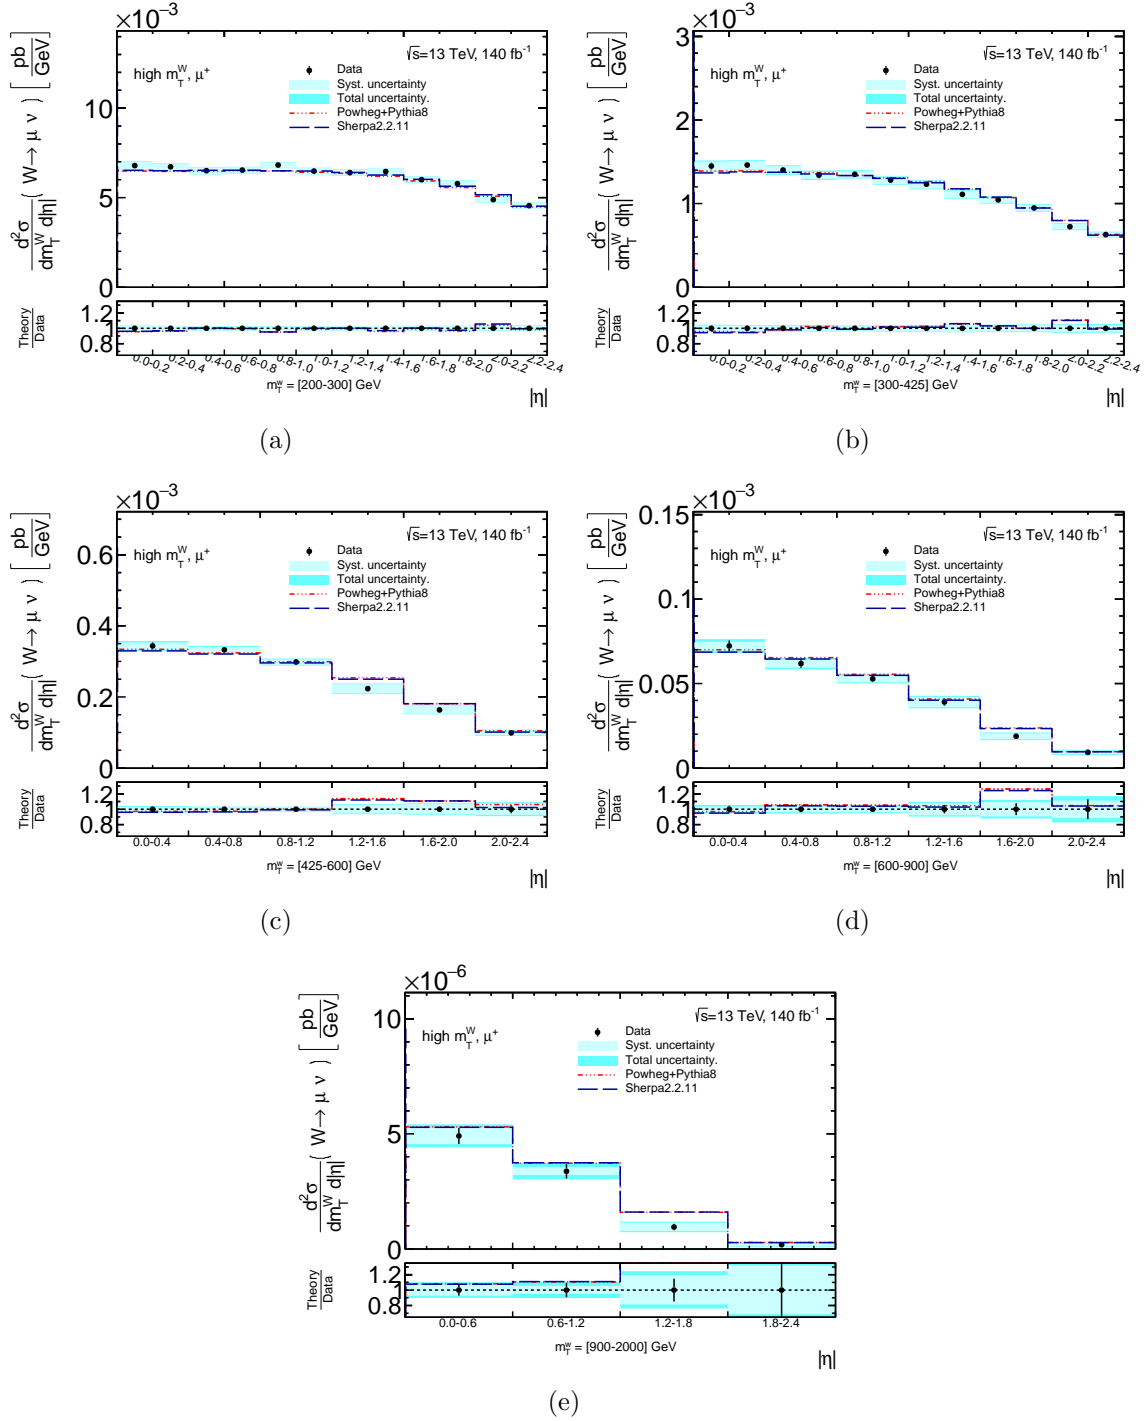 ×10⁻³
d²σ/dm_T^W d|η| ( W→ μ ν ) [pb/GeV]
√s=13 TeV, 140 fb⁻¹
high m_T^W, μ⁺
Data
Syst. uncertainty
Total uncertainty.
Powheg+Pythia8
Sherpa2.2.11
10
5
0
Theory/Data
1.2
1
0.8
0.0-0.2 0.2-0.4 0.4-0.6 0.6-0.8 0.8-1.0 1.0-1.2 1.2-1.4 1.4-1.6 1.6-1.8 1.8-2.0 2.0-2.2 2.2-2.4
m_T^W = [200-300] GeV
|η|
(a)
×10⁻³
d²σ/dm_T^W d|η| ( W→ μ ν ) [pb/GeV]
√s=13 TeV, 140 fb⁻¹
high m_T^W, μ⁺
Data
Syst. uncertainty
Total uncertainty.
Powheg+Pythia8
Sherpa2.2.11
3
2
1
0
Theory/Data
1.2
1
0.8
0.0-0.2 0.2-0.4 0.4-0.6 0.6-0.8 0.8-1.0 1.0-1.2 1.2-1.4 1.4-1.6 1.6-1.8 1.8-2.0 2.0-2.2 2.2-2.4
m_T^W = [300-425] GeV
|η|
(b)
×10⁻³
d²σ/dm_T^W d|η| ( W→ μ ν ) [pb/GeV]
√s=13 TeV, 140 fb⁻¹
high m_T^W, μ⁺
Data
Syst. uncertainty
Total uncertainty.
Powheg+Pythia8
Sherpa2.2.11
0.6
0.4
0.2
0
Theory/Data
1.2
1
0.8
0.0-0.4 0.4-0.8 0.8-1.2 1.2-1.6 1.6-2.0 2.0-2.4
m_T^W = [425-600] GeV
|η|
(c)
×10⁻³
d²σ/dm_T^W d|η| ( W→ μ ν ) [pb/GeV]
√s=13 TeV, 140 fb⁻¹
high m_T^W, μ⁺
Data
Syst. uncertainty
Total uncertainty.
Powheg+Pythia8
Sherpa2.2.11
0.15
0.1
0.05
0
Theory/Data
1.2
1
0.8
0.0-0.4 0.4-0.8 0.8-1.2 1.2-1.6 1.6-2.0 2.0-2.4
m_T^W = [600-900] GeV
|η|
(d)
×10⁻⁶
d²σ/dm_T^W d|η| ( W→ μ ν ) [pb/GeV]
√s=13 TeV, 140 fb⁻¹
high m_T^W, μ⁺
Data
Syst. uncertainty
Total uncertainty.
Powheg+Pythia8
Sherpa2.2.11
10
5
0
Theory/Data
1.2
1
0.8
0.0-0.6 0.6-1.2 1.2-1.8 1.8-2.4
m_T^W = [900-2000] GeV
|η|
(e)